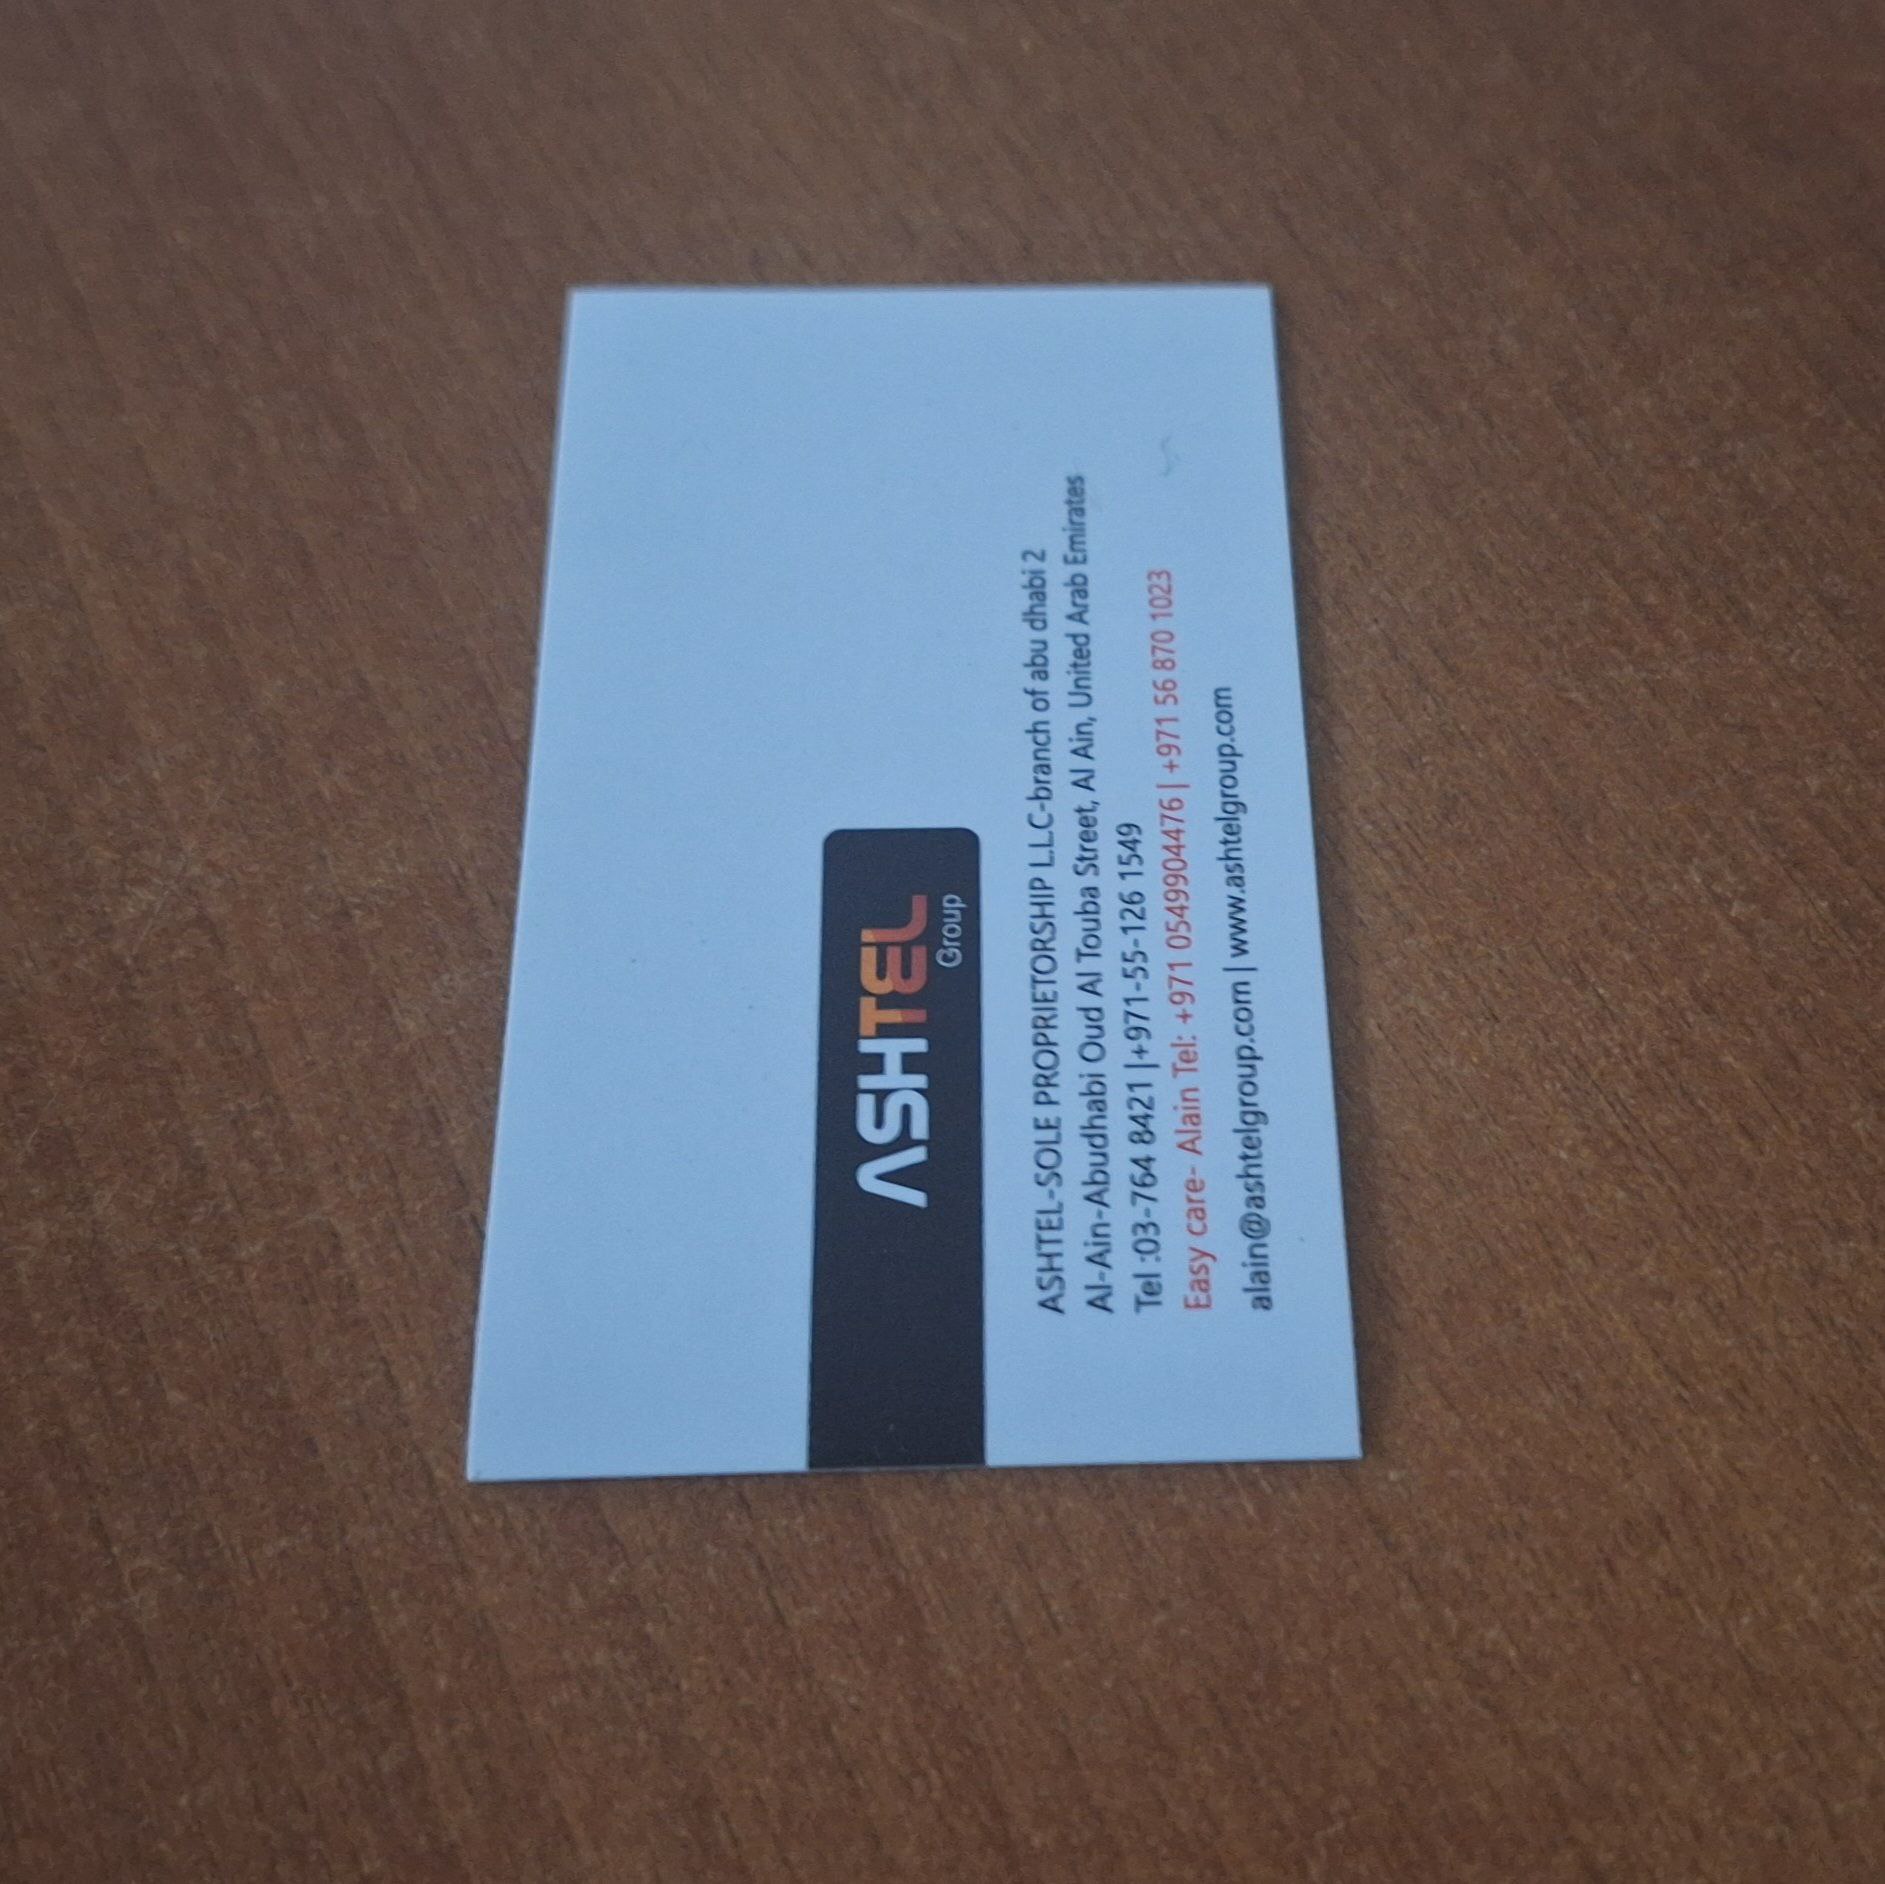 ASHTEL
Group
ASHTEL-SOLE PROPRIETORSHIP L.L.C-branch of abu dhabi 2
Al-Ain-Abudhabi Oud Al Touba Street, Al Ain, United Arab Emirates
Tel :03-764 8421 |+971-55-126 1549
Easy care- Alain Tel: +971 0549904476| +971 56 870 1023
alain@ashtelgroup.com | www.ashtelgroup.com